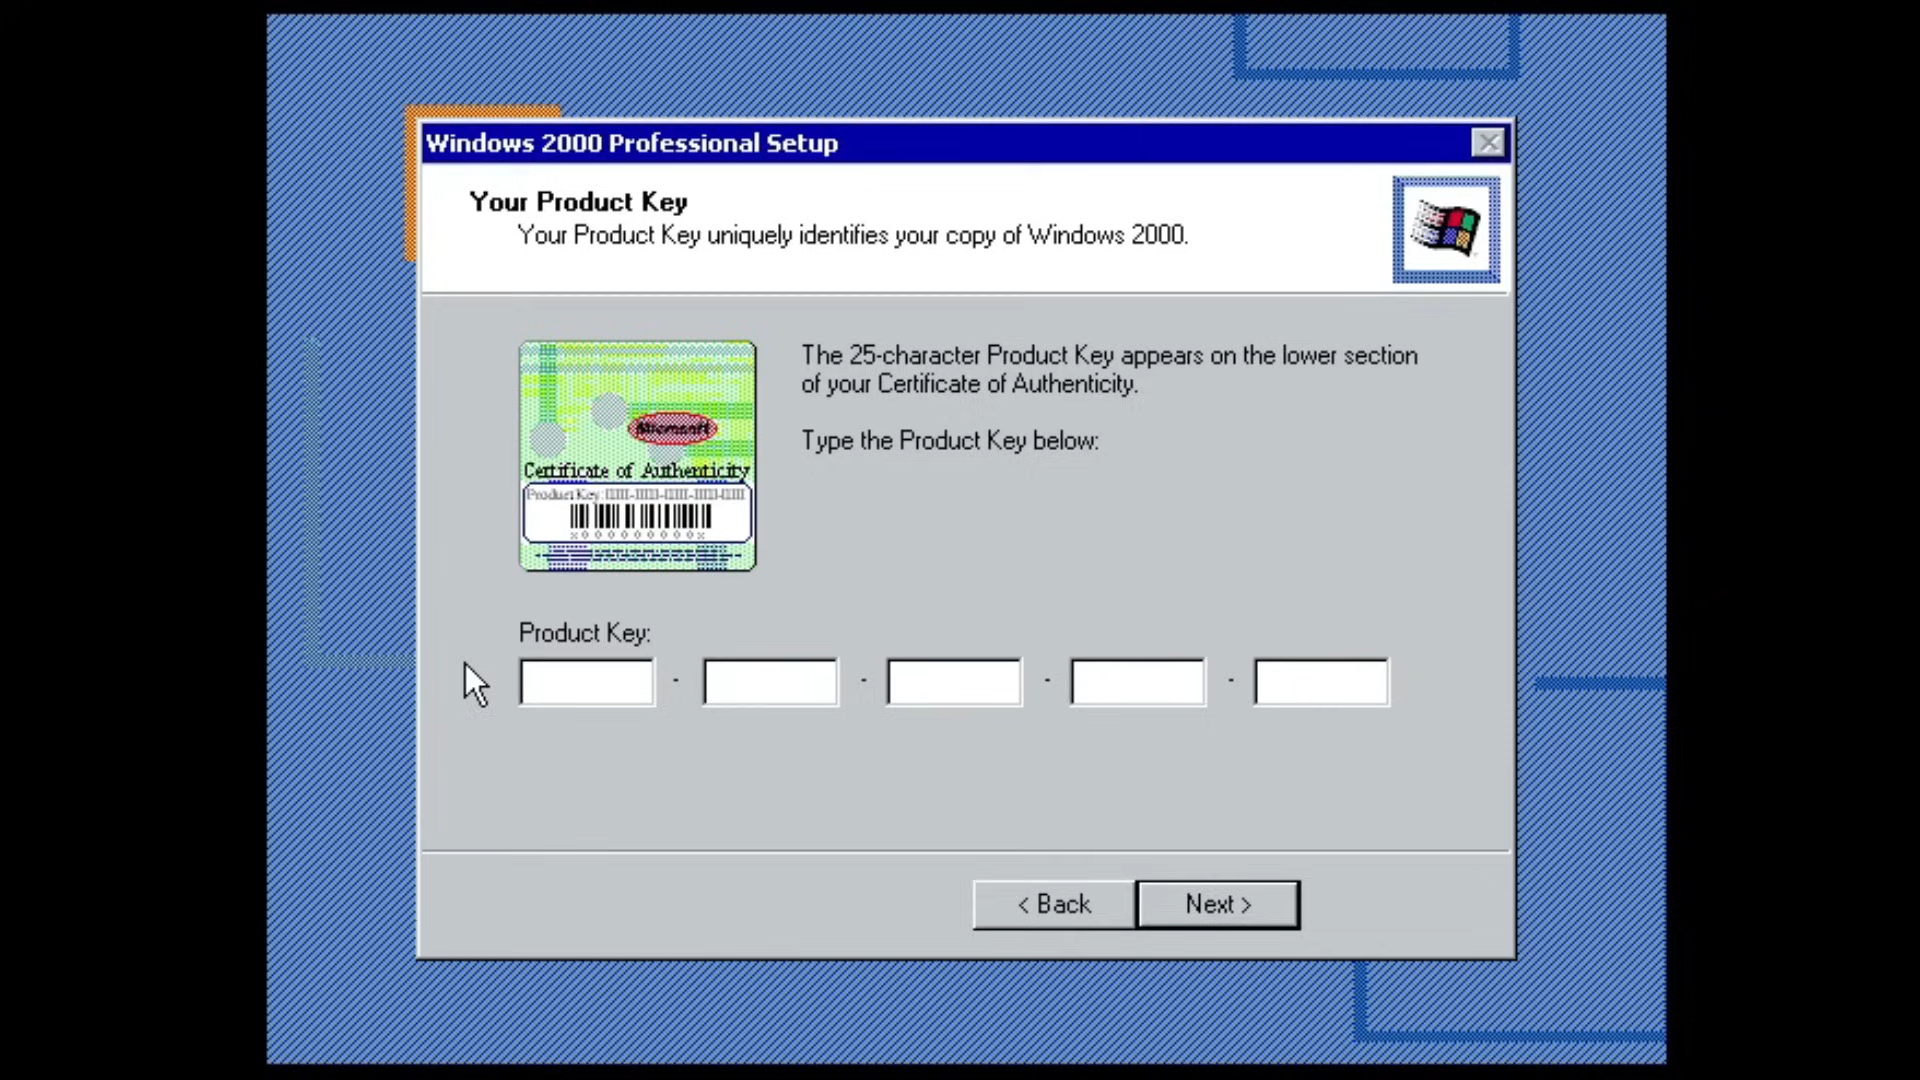 Windows 2000 Professional Setup
Your Product Key
Your Product Key uniquely identifies your copy of Windows 2000.
The 25-character Product Key appears on the lower section
of your Certificate of Authenticity.
Type the Product Key below:
Microsoft
Certificate of Authenticity
Product Key:
Product Key:
- - - -
< Back Next >